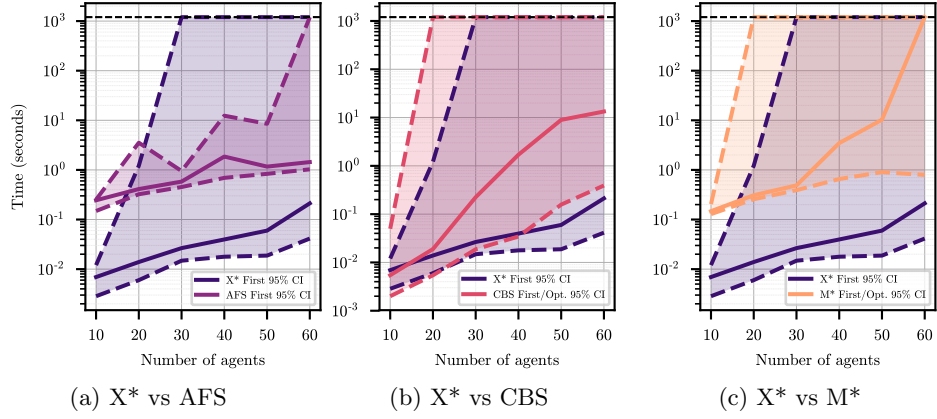 Time (seconds)
10³
10²
10¹
10⁰
10⁻¹
10⁻²
X* First 95% CI
AFS First 95% CI
10 20 30 40 50 60
Number of agents
(a) X* vs AFS
10³
10²
10¹
10⁰
10⁻¹
10⁻²
10⁻³
X* First 95% CI
CBS First/Opt. 95% CI
10 20 30 40 50 60
Number of agents
(b) X* vs CBS
10³
10²
10¹
10⁰
10⁻¹
10⁻²
X* First 95% CI
M* First/Opt. 95% CI
10 20 30 40 50 60
Number of agents
(c) X* vs M*